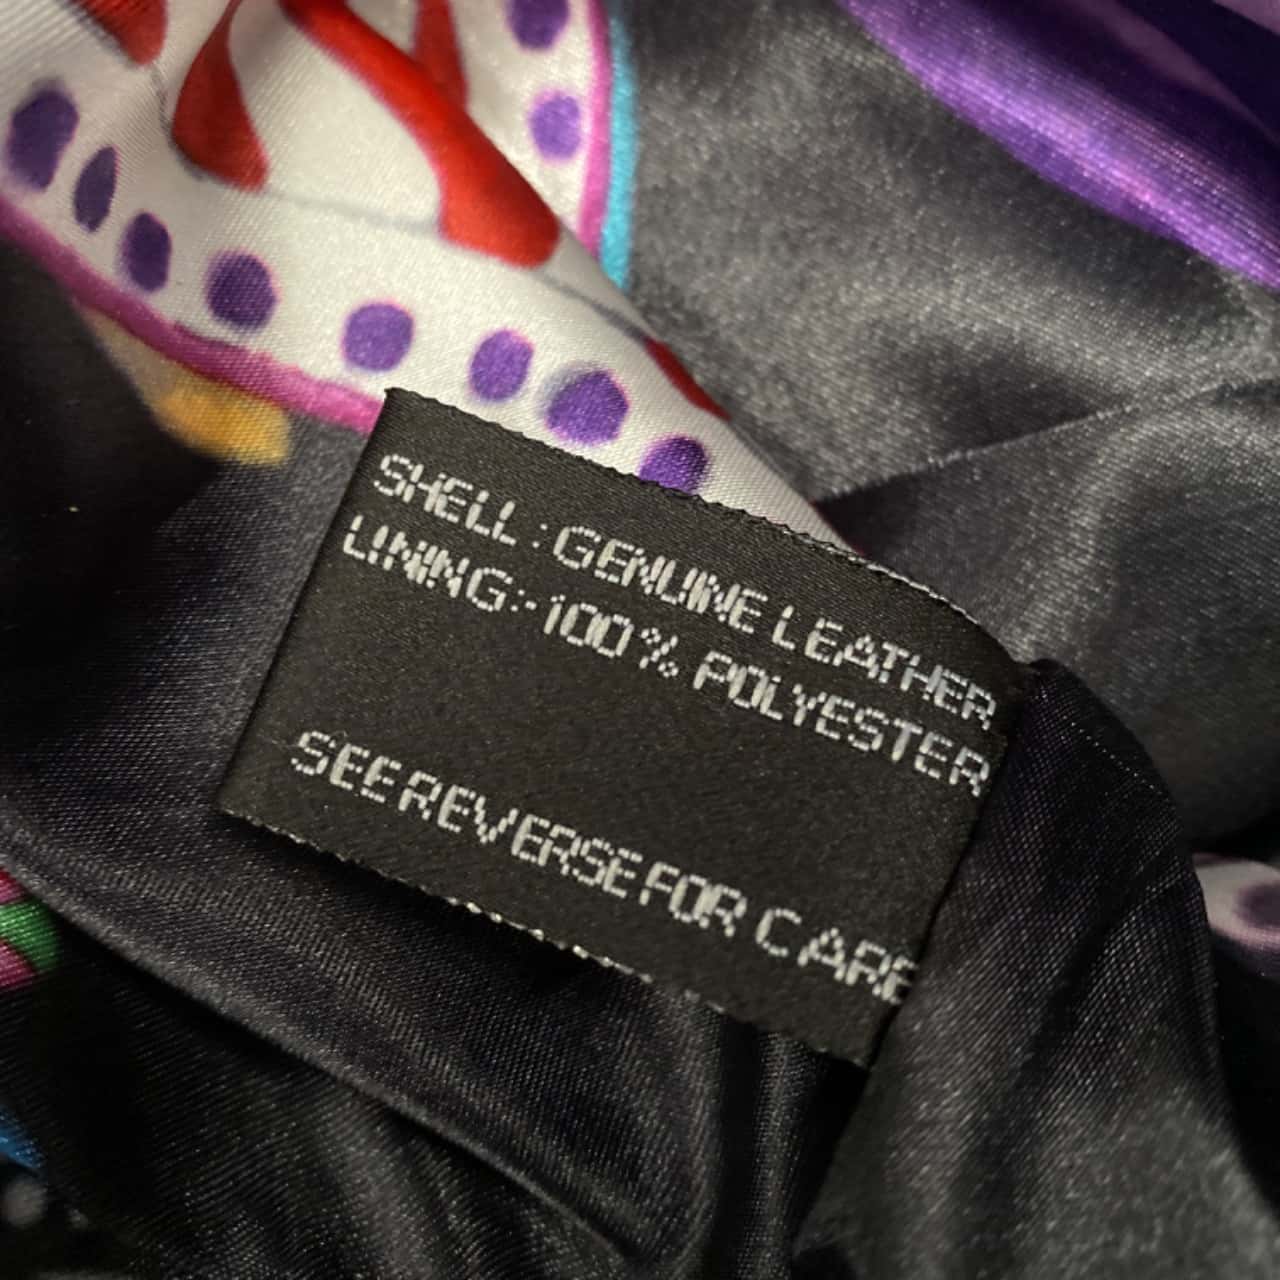 SHELL : GENUINE LEATHER
LINING:-100% POLYESTER
SEE REVERSE FOR CARE